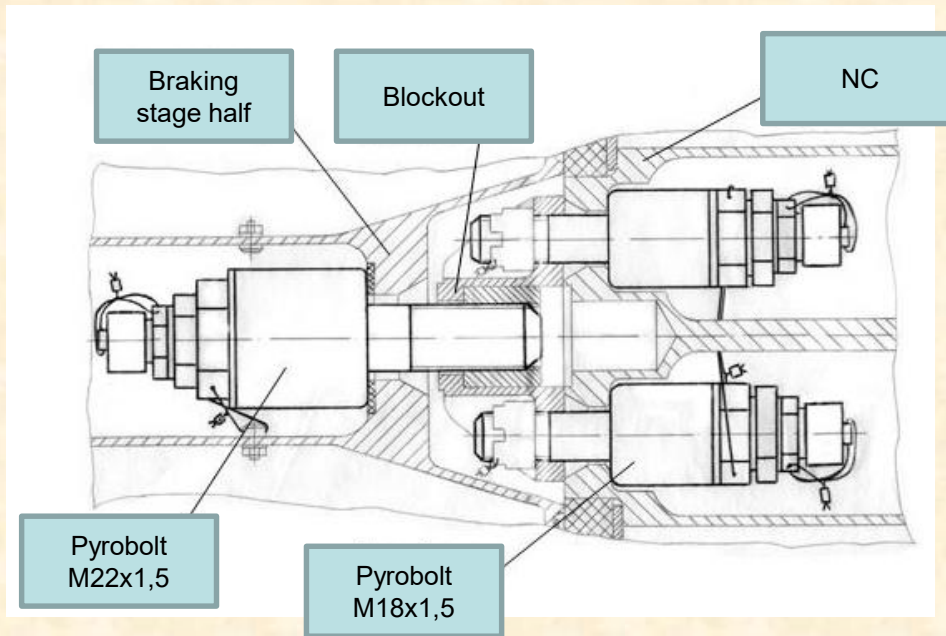 Braking
stage half
Blockout
NC
Pyrobolt
M22x1,5
Pyrobolt
M18x1,5